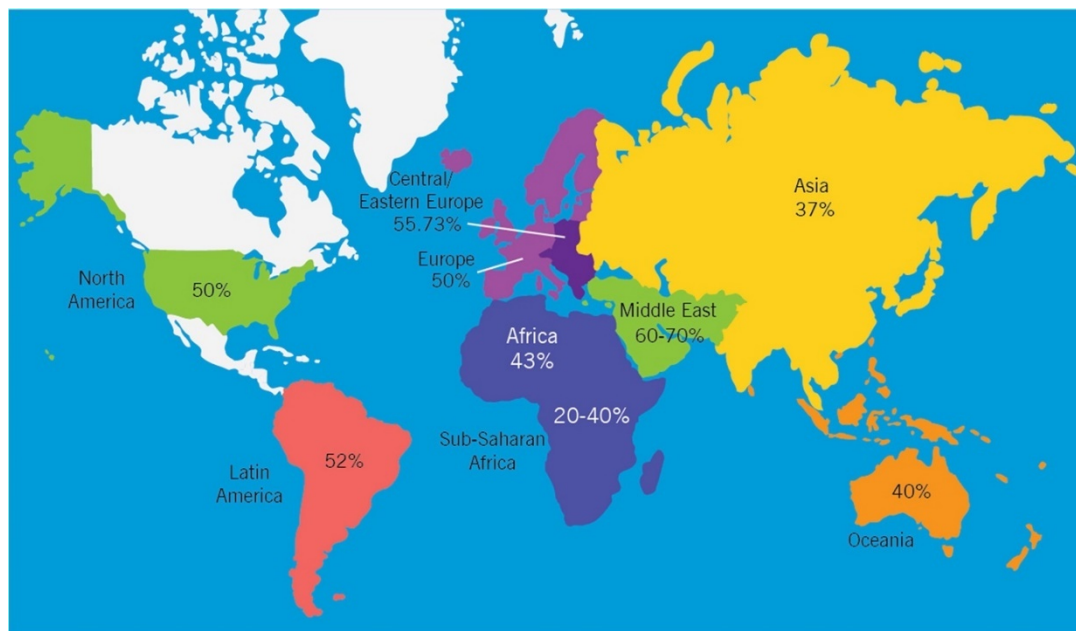 Central/
Eastern Europe
55.73%
Europe
50%
Asia
37%
North
America
50%
Middle East
60-70%
Africa
43%
20-40%
Sub-Saharan
Africa
Latin
America
52%
40%
Oceania